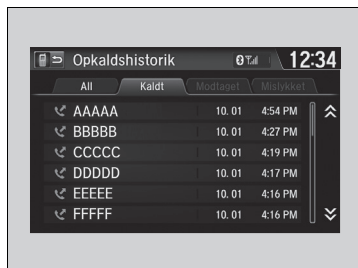 Opkaldshistorik 12:34
All Kaldt Modtaget Mislykket
AAAAA 10. 01 4:54 PM
BBBBB 10. 01 4:27 PM
CCCCC 10. 01 4:19 PM
DDDDD 10. 01 4:17 PM
EEEEE 10. 01 4:16 PM
FFFFF 10. 01 4:16 PM